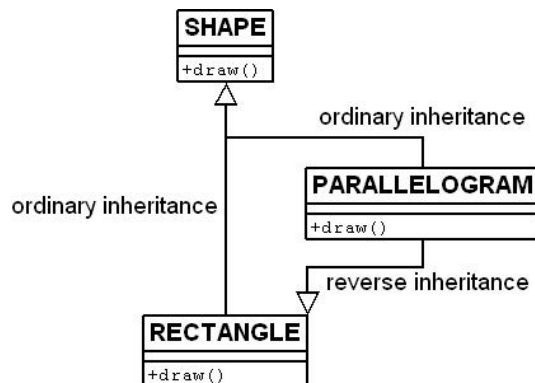 SHAPE
+draw()
ordinary inheritance
PARALLELOGRAM
+draw()
ordinary inheritance
reverse inheritance
RECTANGLE
+draw()